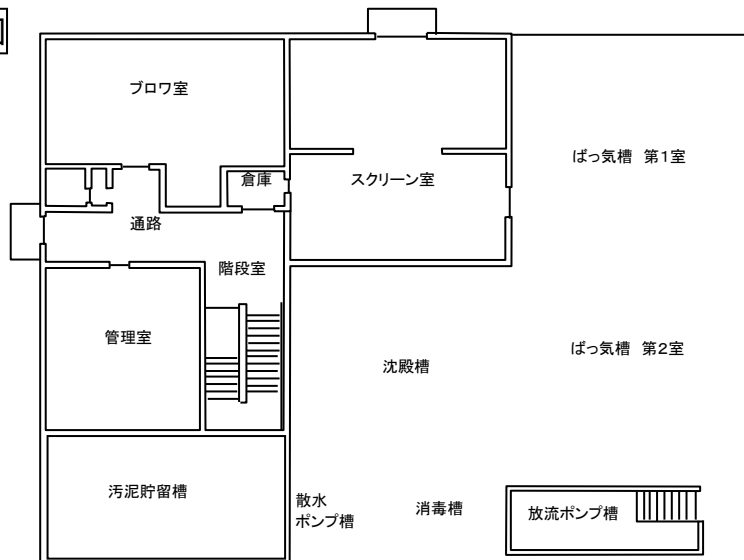 ブロワ室
ばっ気槽 第1室
倉庫
スクリーン室
通路
階段室
管理室
沈殿槽
ばっ気槽 第2室
汚泥貯留槽
散水
ポンプ槽
消毒槽
放流ポンプ槽